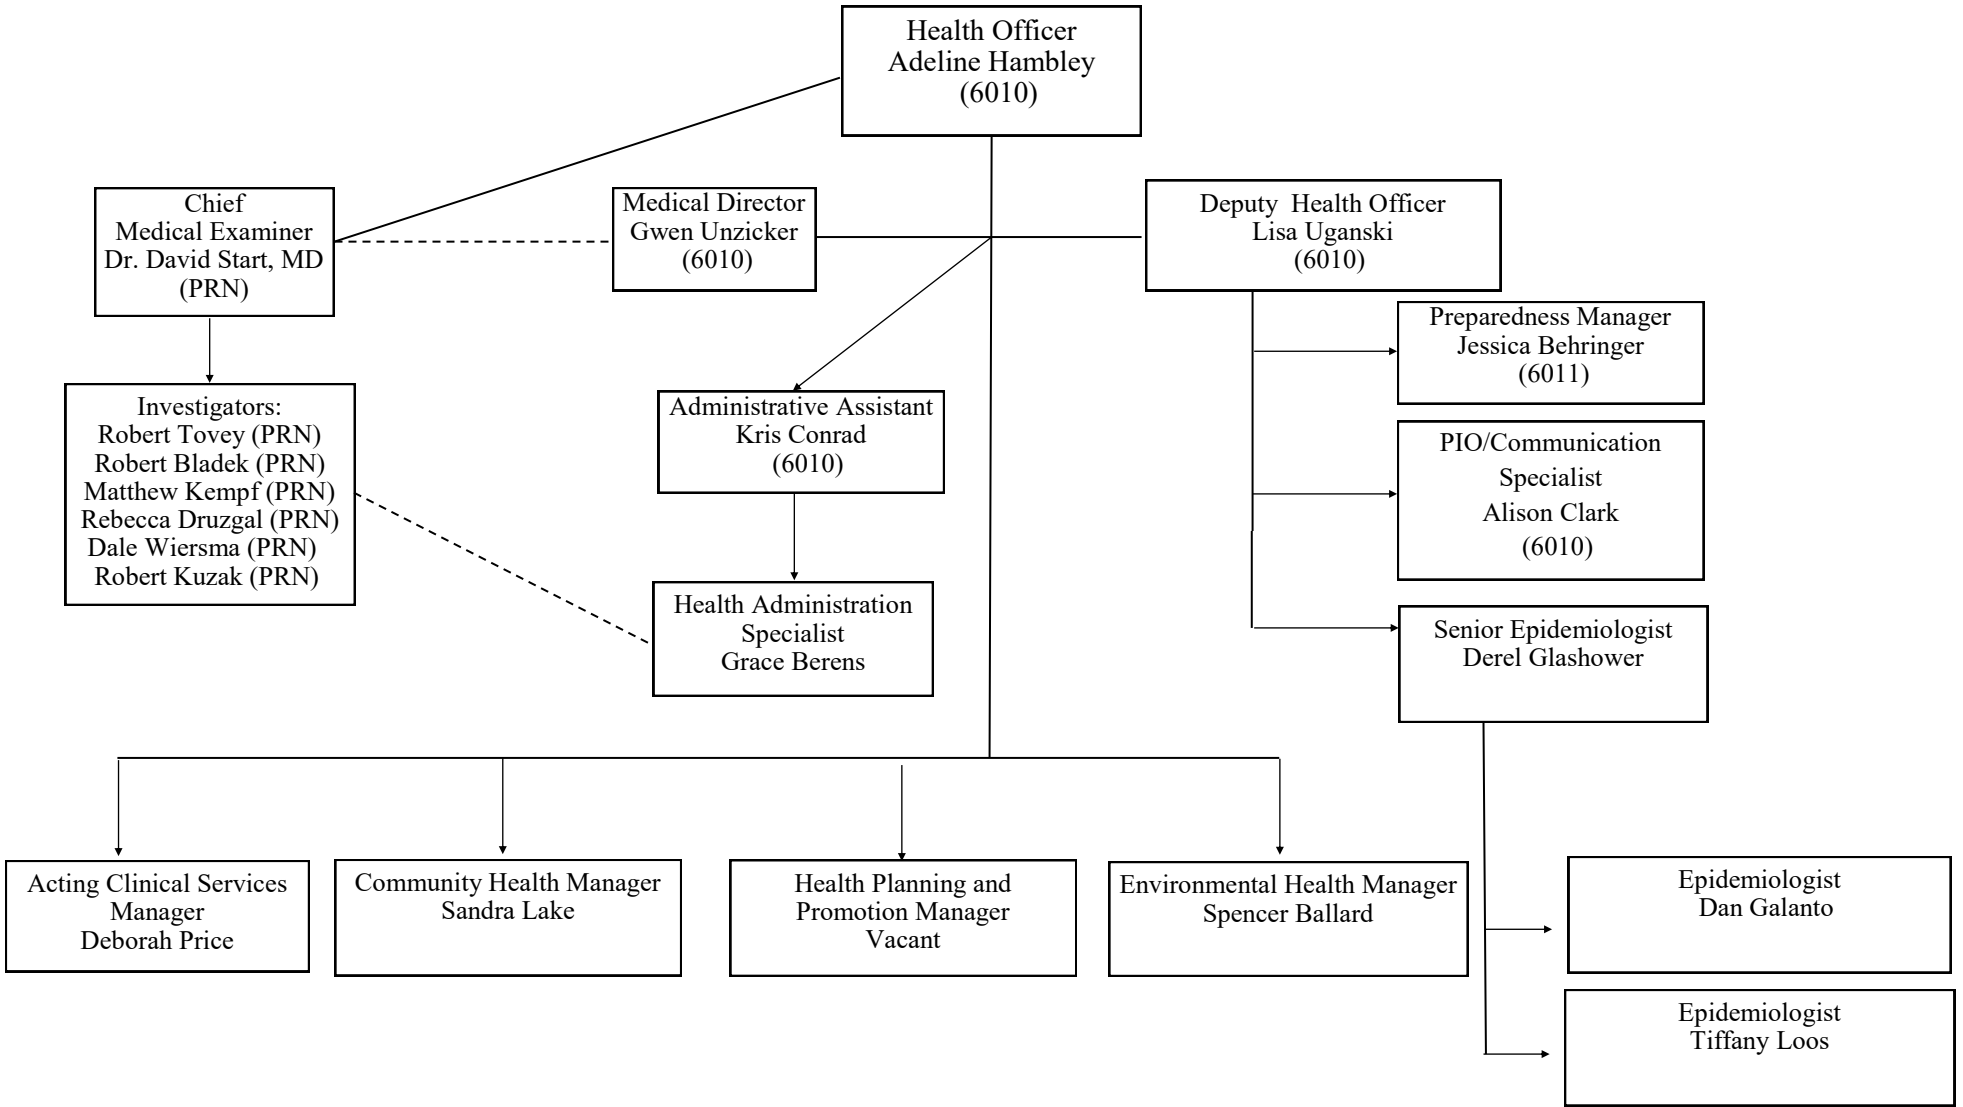 Health Officer
Adeline Hambley
(6010)
Chief
Medical Examiner
Dr. David Start, MD
(PRN)
Medical Director
Gwen Unzicker
(6010)
Deputy  Health Officer
Lisa Uganski
(6010)
Preparedness Manager
Jessica Behringer
(6011)
Investigators:
Robert Tovey (PRN)
Robert Bladek (PRN)
Matthew Kempf (PRN)
Rebecca Druzgal (PRN)
Dale Wiersma (PRN)
Robert Kuzak (PRN)
Administrative Assistant
Kris Conrad
(6010)
PIO/Communication
Specialist
Alison Clark
(6010)
Health Administration
Specialist
Grace Berens
Senior Epidemiologist
Derel Glashower
Acting Clinical Services
Manager
Deborah Price
Community Health Manager
Sandra Lake
Health Planning and
Promotion Manager
Vacant
Environmental Health Manager
Spencer Ballard
Epidemiologist
Dan Galanto
Epidemiologist
Tiffany Loos